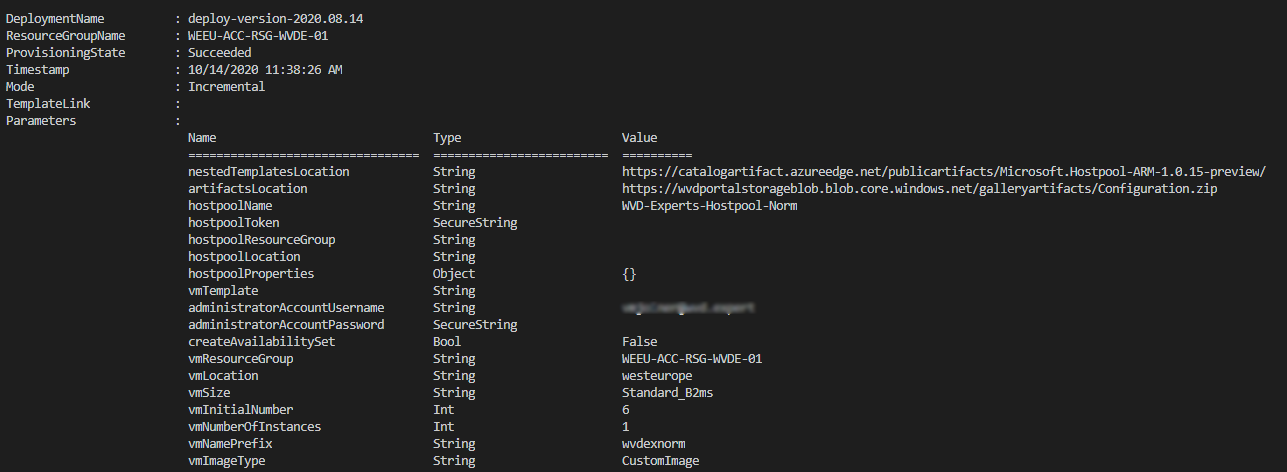 DeploymentName : deploy-version-2020.08.14
ResourceGroupName : WEEU-ACC-RSG-WVDE-01
ProvisioningState : Succeeded
Timestamp : 10/14/2020 11:38:26 AM
Mode : Incremental
TemplateLink :
Parameters :
Name Type Value
================================= ========================= ==========
nestedTemplatesLocation String https://catalogartifact.azureedge.net/publicartifacts/Microsoft.Hostpool-ARM-1.0.15-preview/
artifactsLocation String https://wvdportalstorageblob.blob.core.windows.net/galleryartifacts/Configuration.zip
hostpoolName String WVD-Experts-Hostpool-Norm
hostpoolToken SecureString
hostpoolResourceGroup String
hostpoolLocation String
hostpoolProperties Object {}
vmTemplate String
administratorAccountUsername String
administratorAccountPassword SecureString
createAvailabilitySet Bool False
vmResourceGroup String WEEU-ACC-RSG-WVDE-01
vmLocation String westeurope
vmSize String Standard_B2ms
vmInitialNumber Int 6
vmNumberOfInstances Int 1
vmNamePrefix String wvdexnorm
vmImageType String CustomImage